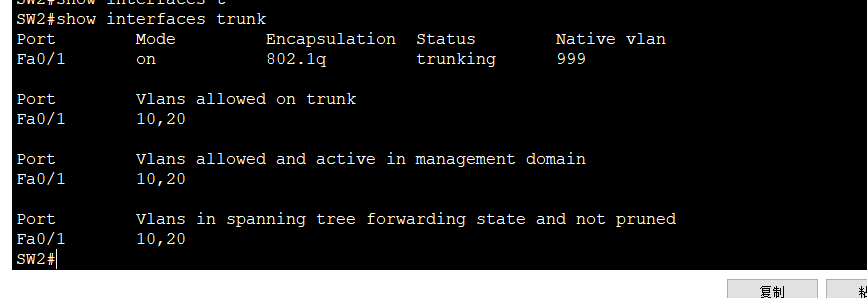 SW2#show interfaces t
SW2#show interfaces trunk
Port        Mode         Encapsulation  Status        Native vlan
Fa0/1       on           802.1q         trunking      999
Port        Vlans allowed on trunk
Fa0/1       10,20
Port        Vlans allowed and active in management domain
Fa0/1       10,20
Port        Vlans in spanning tree forwarding state and not pruned
Fa0/1       10,20
SW2#
复制